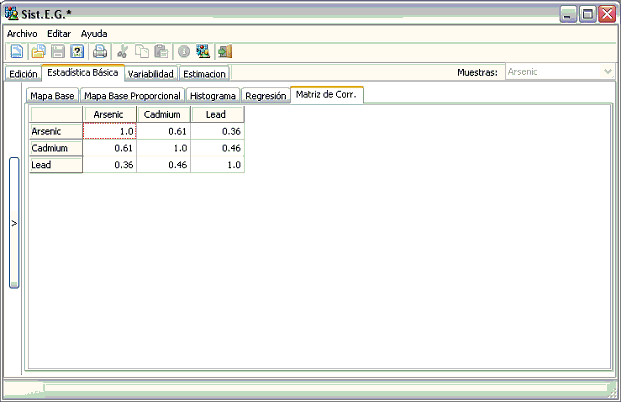 Sist.E.G.*
Archivo Editar Ayuda
Edición Estadística Básica Variabilidad Estimacion Muestras: Arsenic
Mapa Base Mapa Base Proporcional Histograma Regresión Matriz de Corr.
Arsenic Cadmium Lead
Arsenic 1.0 0.61 0.36
Cadmium 0.61 1.0 0.46
Lead 0.36 0.46 1.0
>